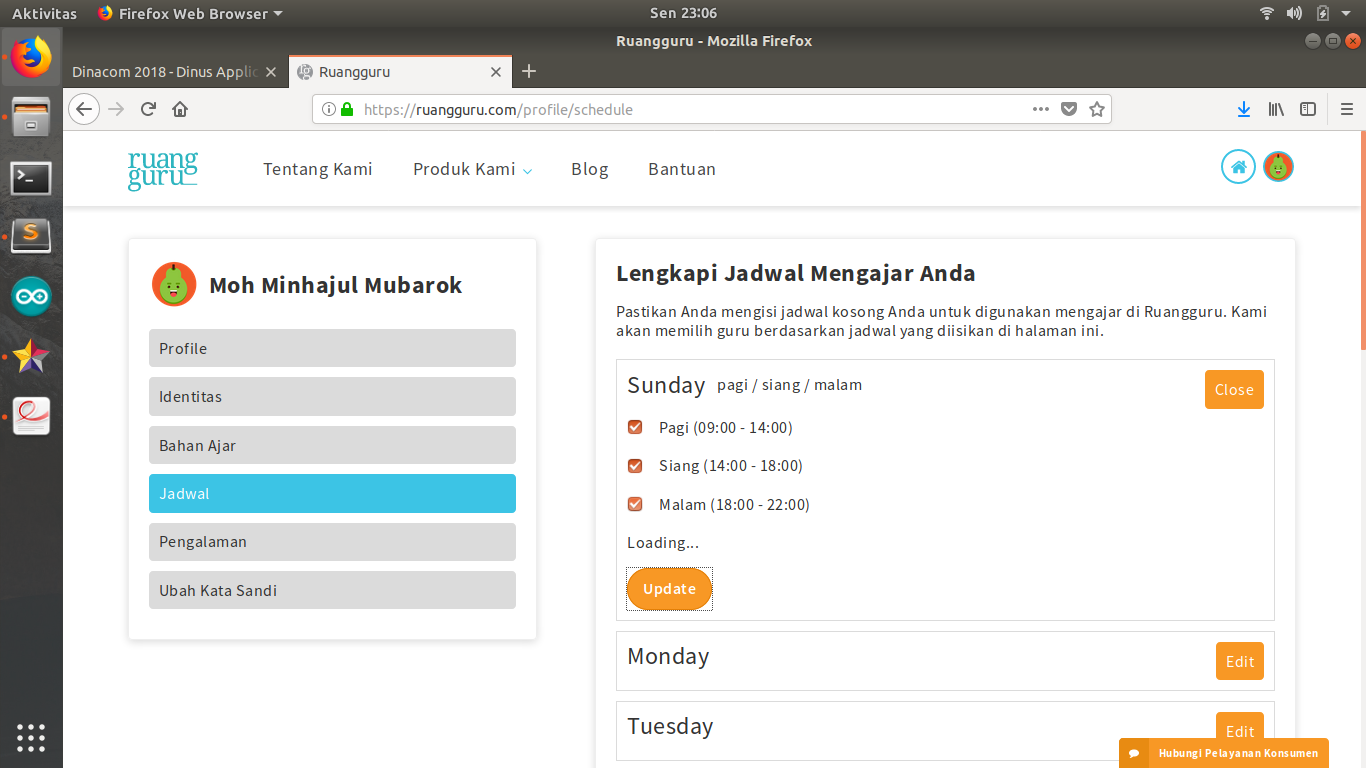 Aktivitas
Firefox Web Browser
Sen 23:06
Ruangguru - Mozilla Firefox
Dinacom 2018 - Dinus Applic
Ruangguru
https://ruangguru.com/profile/schedule
ruang
guru
Tentang Kami
Produk Kami
Blog
Bantuan
Moh Minhajul Mubarok
Profile
Identitas
Bahan Ajar
Jadwal
Pengalaman
Ubah Kata Sandi
Lengkapi Jadwal Mengajar Anda
Pastikan Anda mengisi jadwal kosong Anda untuk digunakan mengajar di Ruangguru. Kami
akan memilih guru berdasarkan jadwal yang diisikan di halaman ini.
Sunday pagi / siang / malam
Close
Pagi (09:00 - 14:00)
Siang (14:00 - 18:00)
Malam (18:00 - 22:00)
Loading...
Update
Monday
Edit
Tuesday
Edit
Hubungi Pelayanan Konsumen